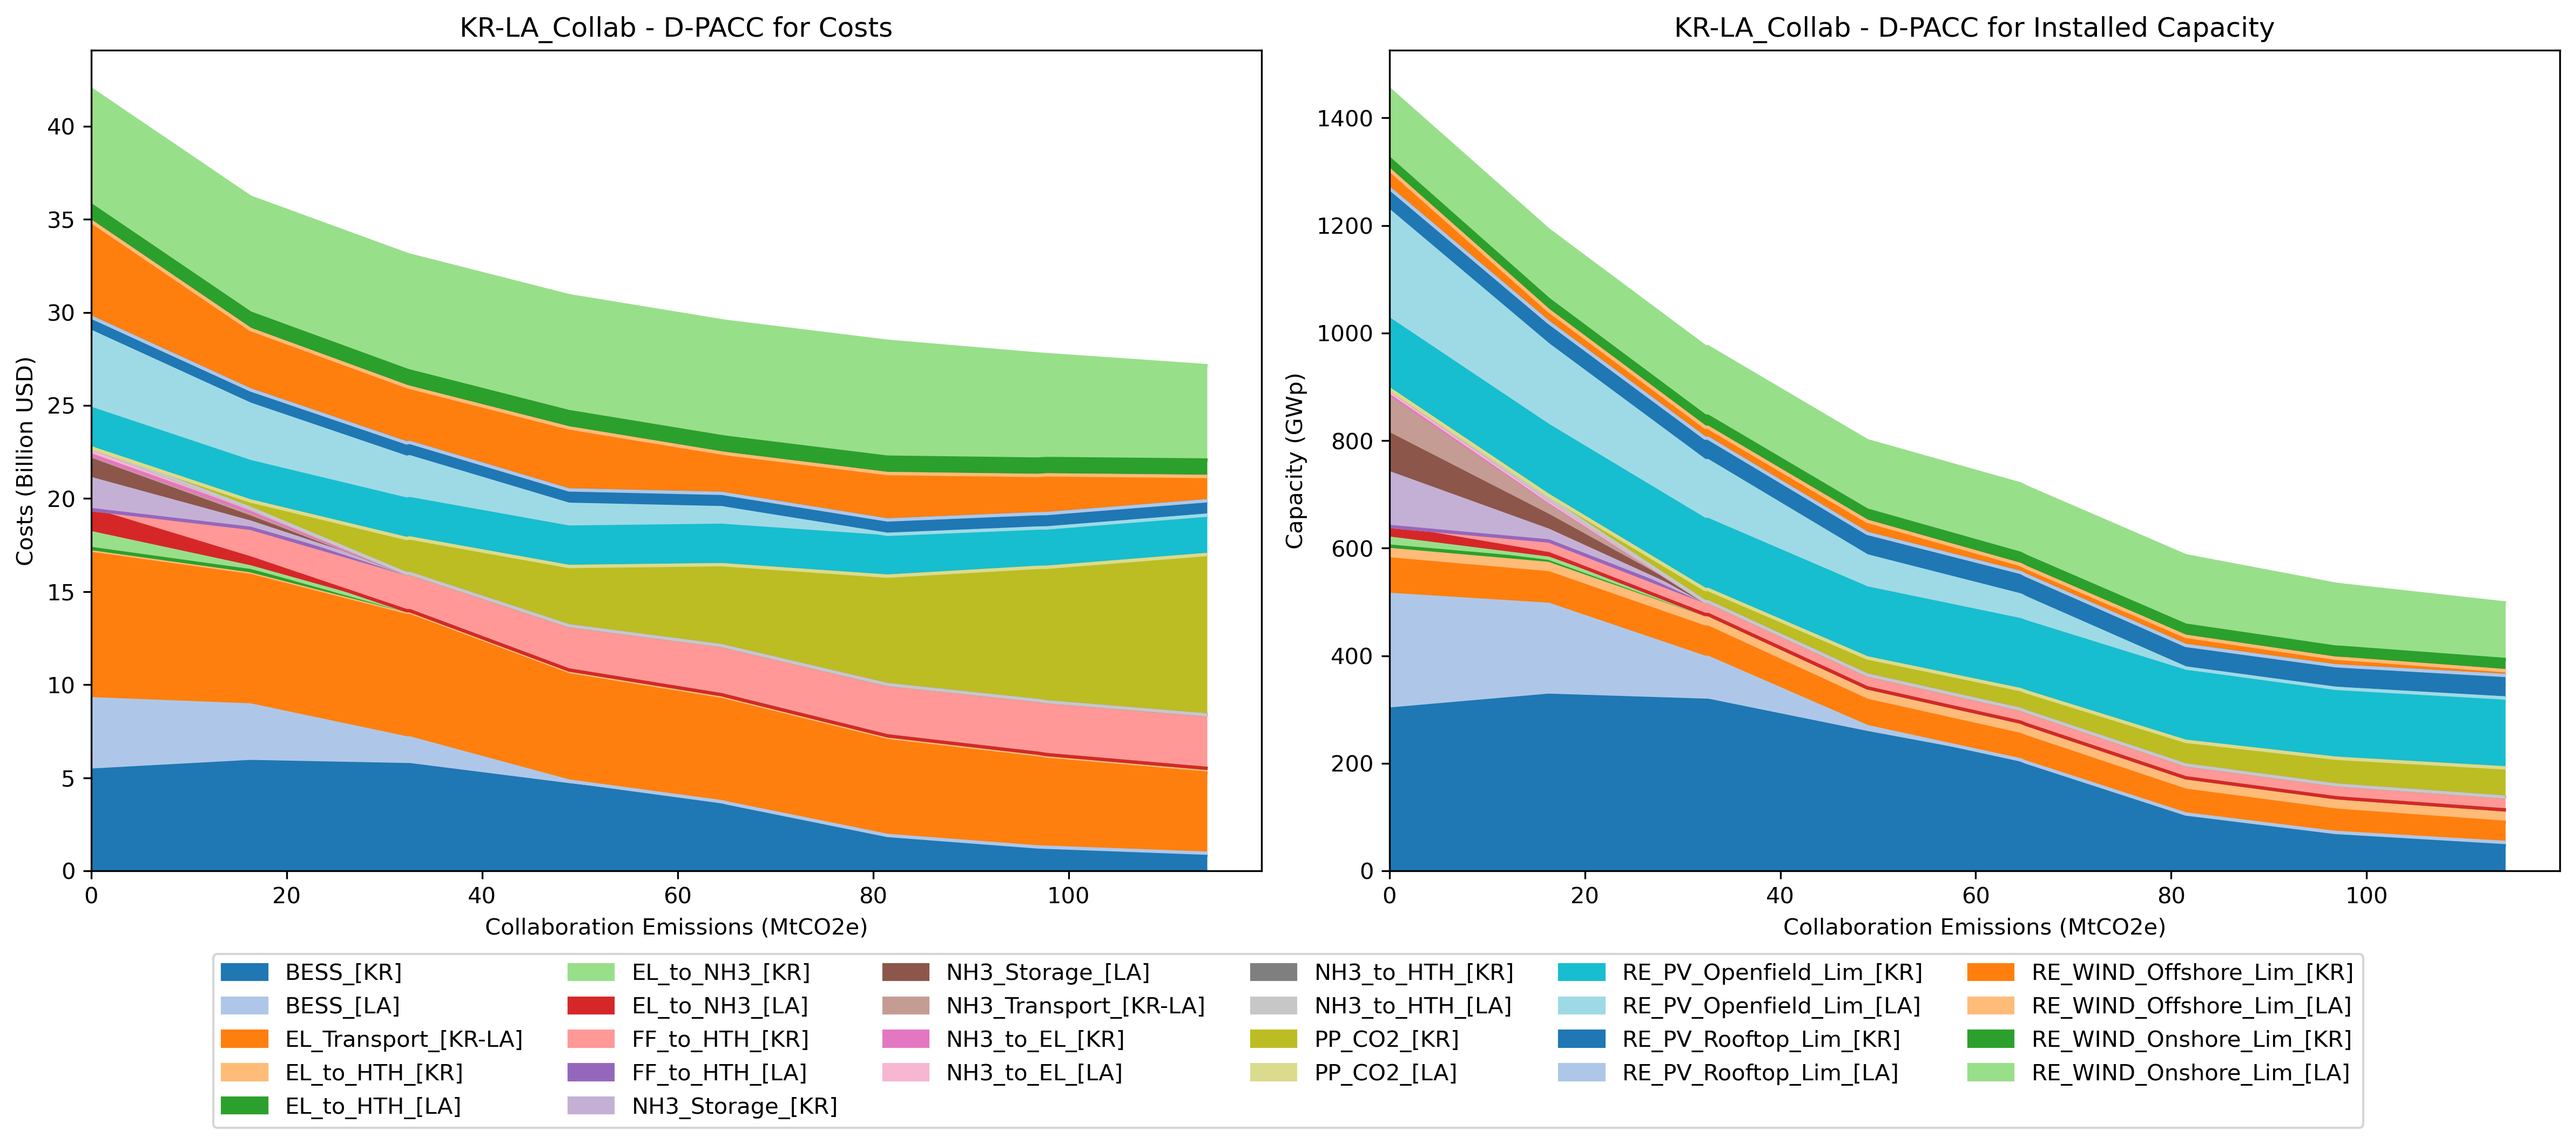 KR-LA_Collab - D-PACC for Costs
Costs (Billion USD)
40
35
30
25
20
15
10
5
0
0 20 40 60 80 100
Collaboration Emissions (MtCO2e)
KR-LA_Collab - D-PACC for Installed Capacity
Capacity (GWp)
1400
1200
1000
800
600
400
200
0
0 20 40 60 80 100
Collaboration Emissions (MtCO2e)
BESS_[KR]
BESS_[LA]
EL_Transport_[KR-LA]
EL_to_HTH_[KR]
EL_to_HTH_[LA]
EL_to_NH3_[KR]
EL_to_NH3_[LA]
FF_to_HTH_[KR]
FF_to_HTH_[LA]
NH3_Storage_[KR]
NH3_Storage_[LA]
NH3_Transport_[KR-LA]
NH3_to_EL_[KR]
NH3_to_EL_[LA]
NH3_to_HTH_[KR]
NH3_to_HTH_[LA]
PP_CO2_[KR]
PP_CO2_[LA]
RE_PV_Openfield_Lim_[KR]
RE_PV_Openfield_Lim_[LA]
RE_PV_Rooftop_Lim_[KR]
RE_PV_Rooftop_Lim_[LA]
RE_WIND_Offshore_Lim_[KR]
RE_WIND_Offshore_Lim_[LA]
RE_WIND_Onshore_Lim_[KR]
RE_WIND_Onshore_Lim_[LA]